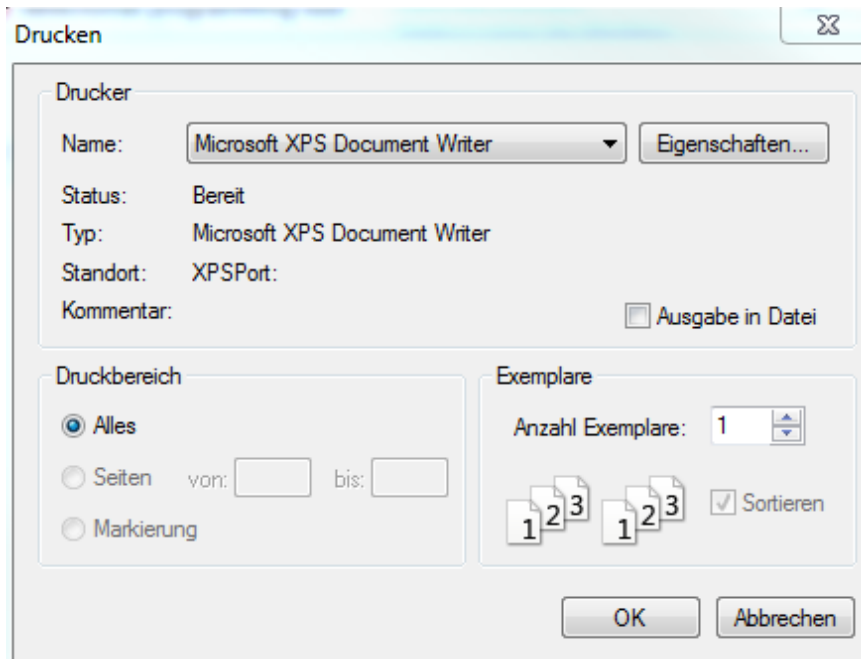 Drucken
Drucker
Name: Microsoft XPS Document Writer Eigenschaften...
Status: Bereit
Typ: Microsoft XPS Document Writer
Standort: XPSPort:
Kommentar: Ausgabe in Datei
Druckbereich
Alles
Seiten von: bis:
Markierung
Exemplare
Anzahl Exemplare: 1
1 2 3 1 2 3 Sortieren
OK Abbrechen